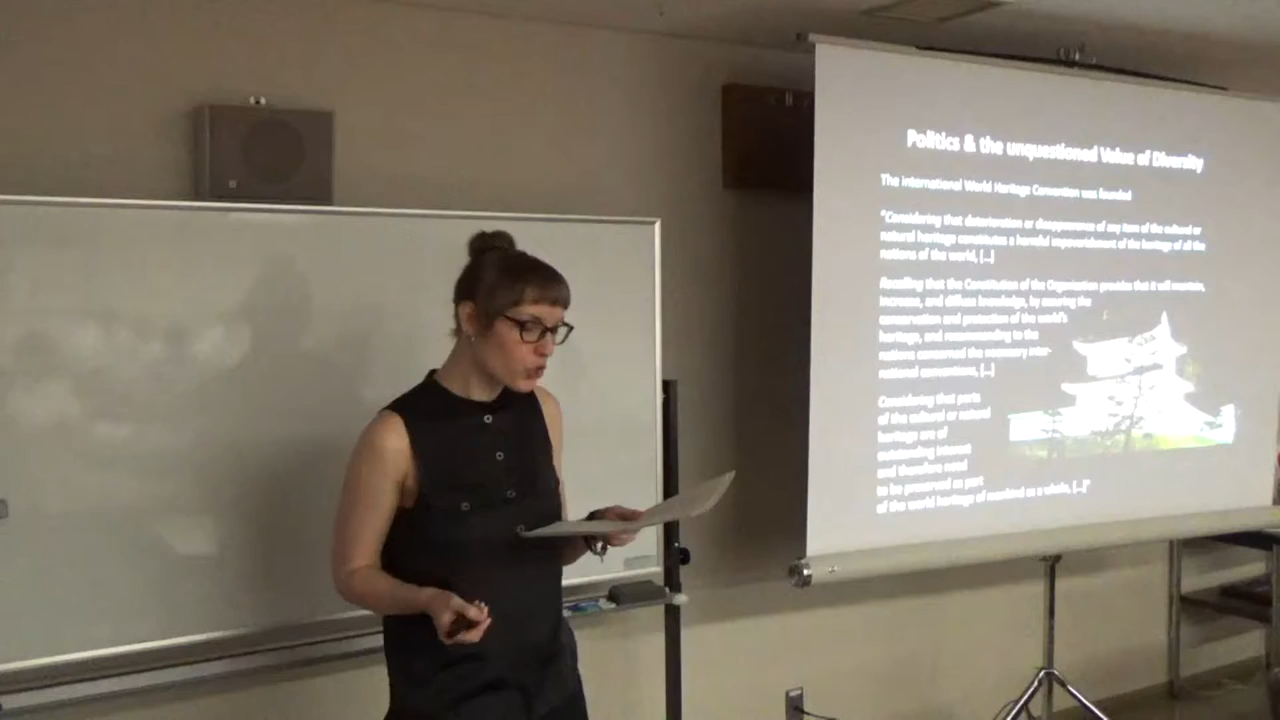 Politics & the unquestioned Value of Diversity
The International World Heritage Convention was founded
"Considering that deterioration or disappearance of any item of the cultural or
natural heritage constitutes a harmful impoverishment of the heritage of all the
nations of the world, [...]
Recalling that the Constitution of the Organisation provides that it will maintain,
increase, and diffuse knowledge, by assuring the
conservation and protection of the world's
heritage, and recommending to the
nations concerned the necessary inter-
national conventions, [...]
Considering that parts
of the cultural or natural
heritage are of
outstanding interest
and therefore need
to be preserved as part
of the world heritage of mankind as a whole, [...]"